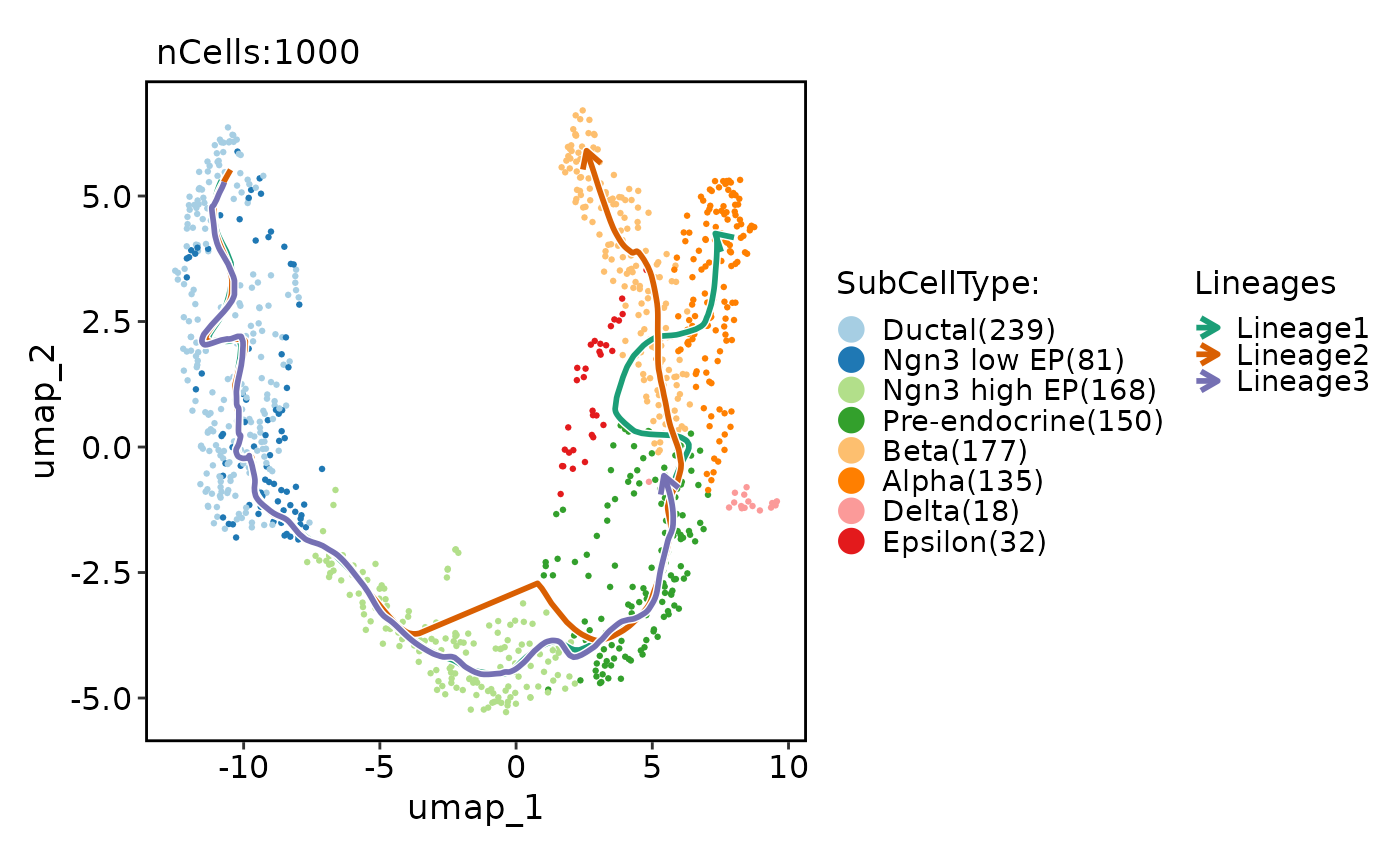 nCells:1000
umap_2
5.0
2.5
0.0
-2.5
-5.0
-10
-5
0
5
10
umap_1
SubCellType:
Ductal(239)
Ngn3 low EP(81)
Ngn3 high EP(168)
Pre-endocrine(150)
Beta(177)
Alpha(135)
Delta(18)
Epsilon(32)
Lineages
Lineage1
Lineage2
Lineage3